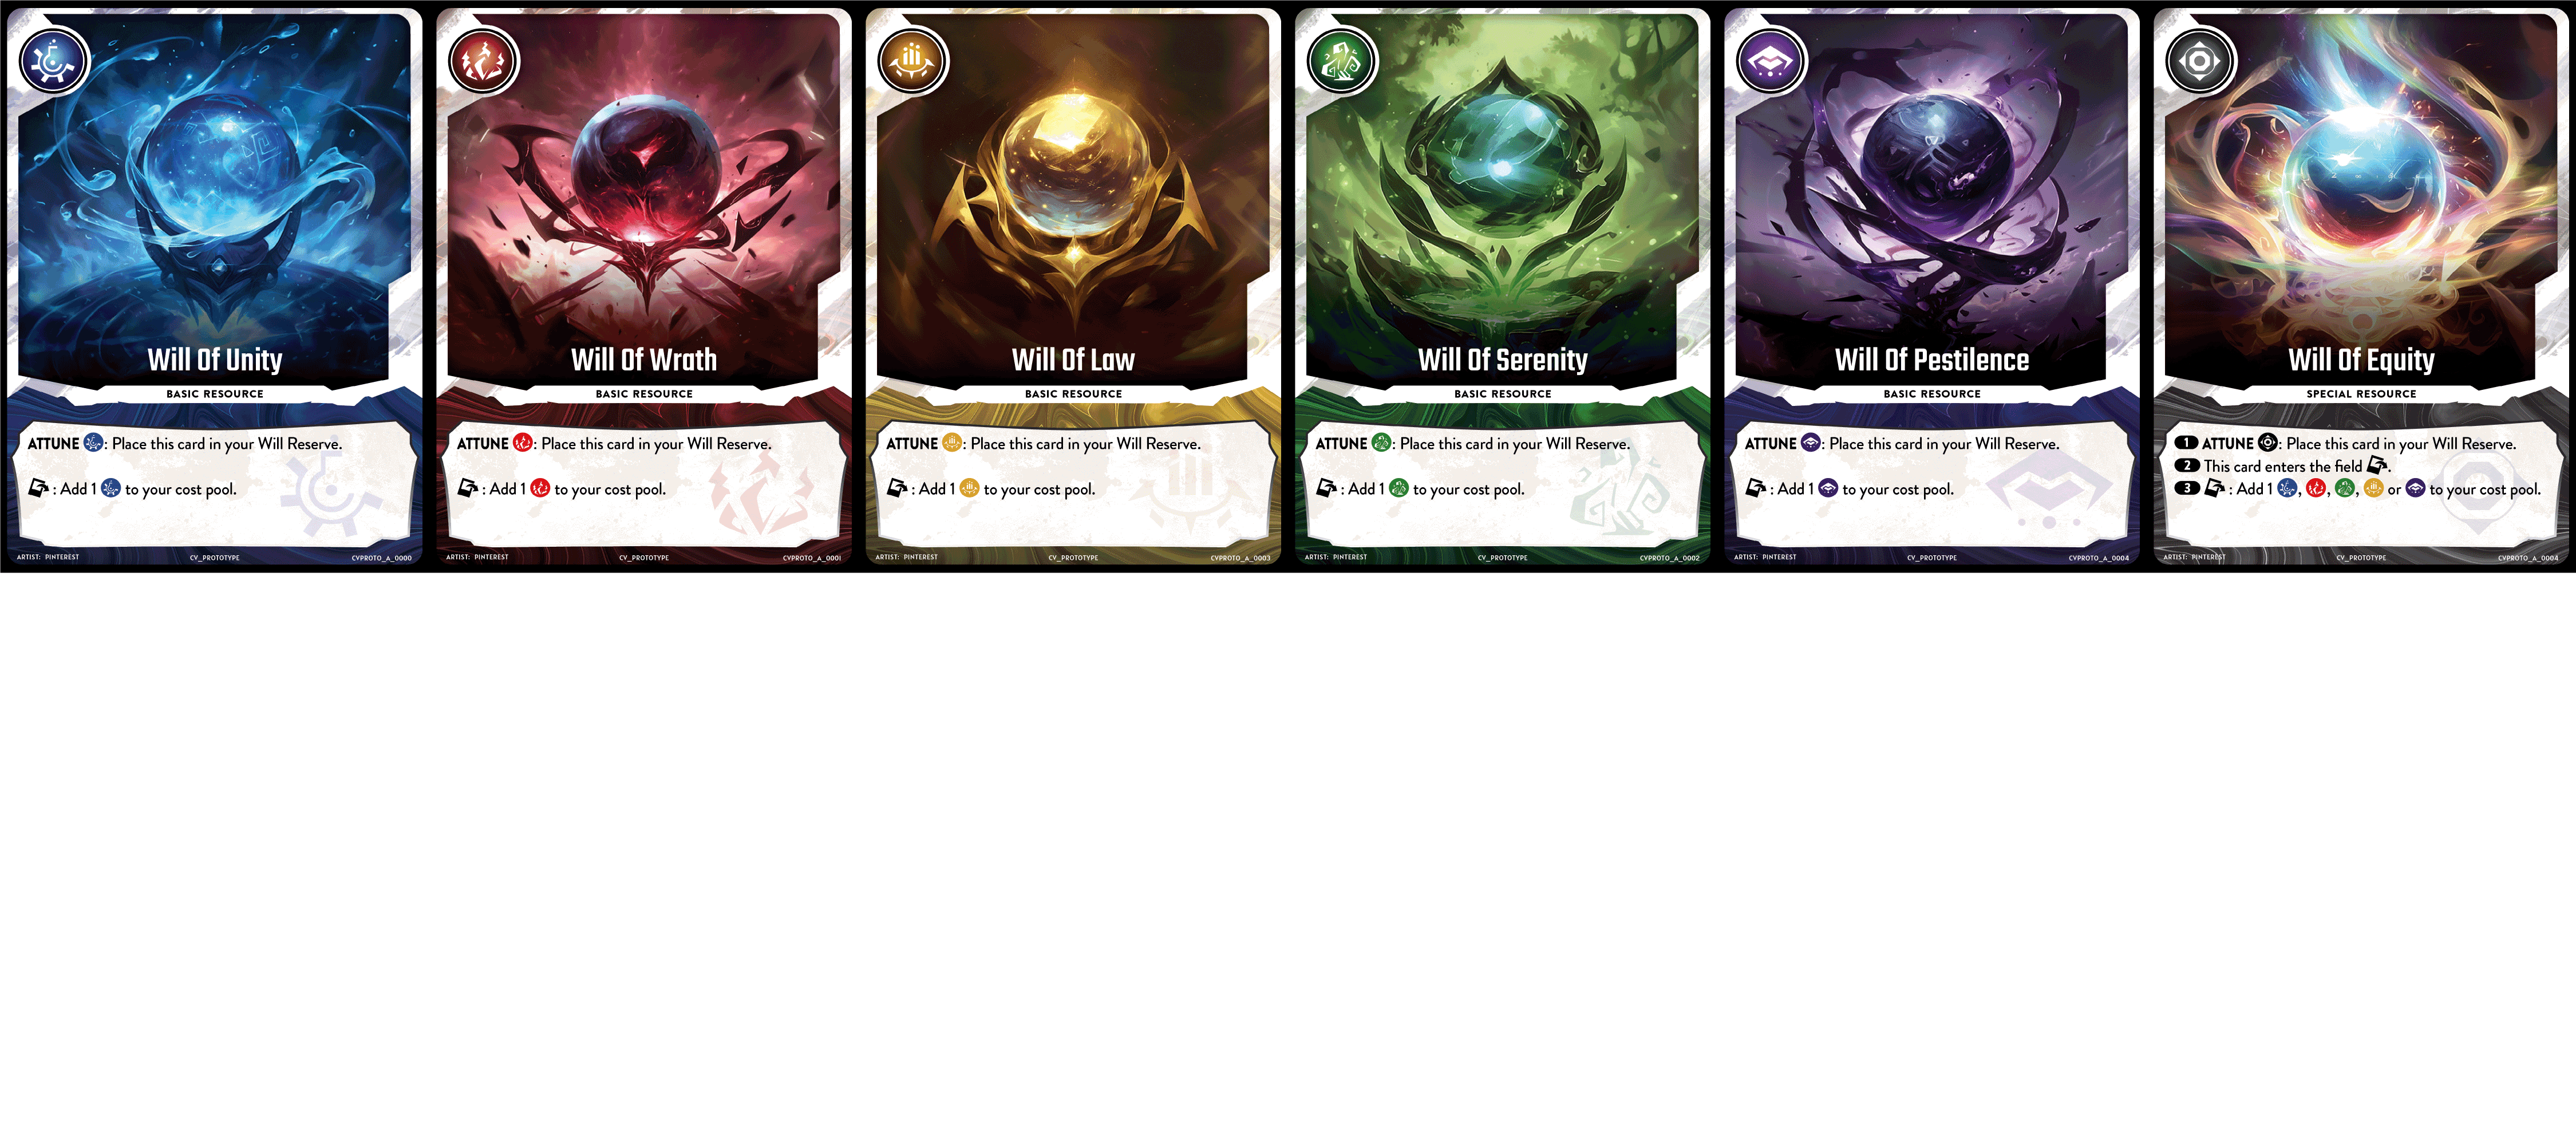 Will Of Unity
BASIC RESOURCE
ATTUNE : Place this card in your Will Reserve.
: Add 1 to your cost pool.
ARTIST: PINTEREST
CV_PROTOTYPE
CVPROTO_A_0000
Will Of Wrath
BASIC RESOURCE
ATTUNE : Place this card in your Will Reserve.
: Add 1 to your cost pool.
ARTIST: PINTEREST
CV_PROTOTYPE
CVPROTO_A_0001
Will Of Law
BASIC RESOURCE
ATTUNE : Place this card in your Will Reserve.
: Add 1 to your cost pool.
ARTIST: PINTEREST
CV_PROTOTYPE
CVPROTO_A_0003
Will Of Serenity
BASIC RESOURCE
ATTUNE : Place this card in your Will Reserve.
: Add 1 to your cost pool.
ARTIST: PINTEREST
CV_PROTOTYPE
CVPROTO_A_0002
Will Of Pestilence
BASIC RESOURCE
ATTUNE : Place this card in your Will Reserve.
: Add 1 to your cost pool.
ARTIST: PINTEREST
CV_PROTOTYPE
CVPROTO_A_0004
Will Of Equity
SPECIAL RESOURCE
1 ATTUNE : Place this card in your Will Reserve.
2 This card enters the field .
3 : Add 1 , , , or to your cost pool.
ARTIST: PINTEREST
CV_PROTOTYPE
CVPROTO_A_0004